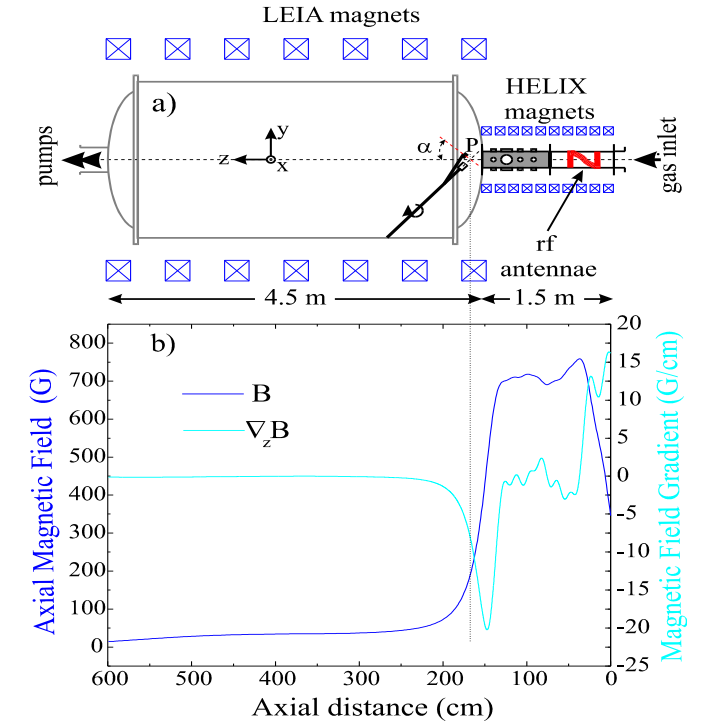 LEIA magnets
HELIX
magnets
a)
y
z
x
α
P
pumps
gas inlet
rf
antennae
4.5 m
1.5 m
b)
B
∇zB
Axial Magnetic Field (G)
800
700
600
500
400
300
200
100
0
Magnetic Field Gradient (G/cm)
20
15
10
5
0
-5
-10
-15
-20
-25
600
500
400
300
200
100
0
Axial distance (cm)